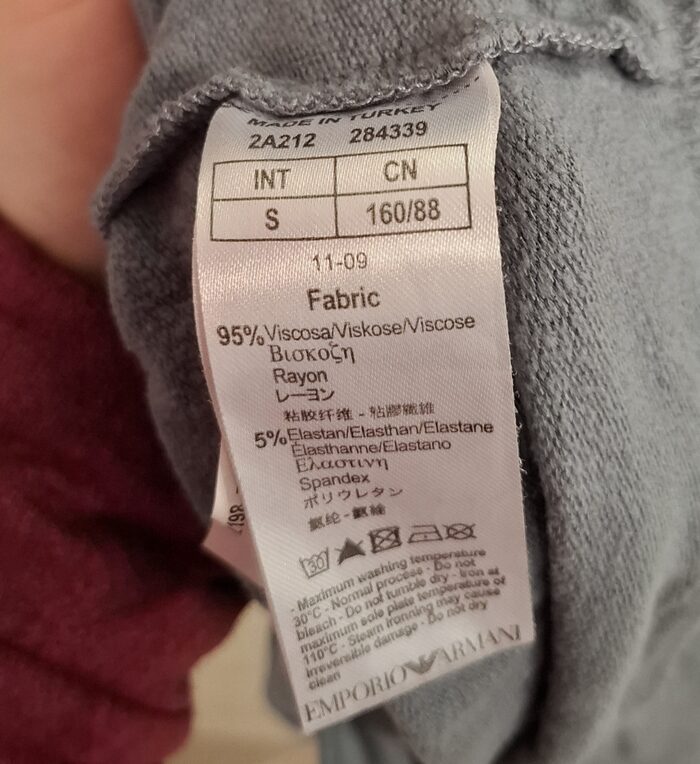 MADE IN TURKEY
2A212 284339
INT CN
S 160/88
11-09
Fabric
95% Viscosa/Viskose/Viscose
Βισκοζη
Rayon
レーヨン
粘胶纤维 - 粘膠纖維
5% Elastan/Elasthan/Elastane
Elasthanne/Elastano
Ελαστινη
Spandex
ポリウレタン
氨纶 - 氨綸
30
- Maximum washing temperature
30°C - Normal process - Do not
bleach - Do not tumble dry - Iron at
maximum sole plate temperature of
110°C - Steam ironning may cause
irreversible damage - Do not dry
clean
EMPORIO ARMANI